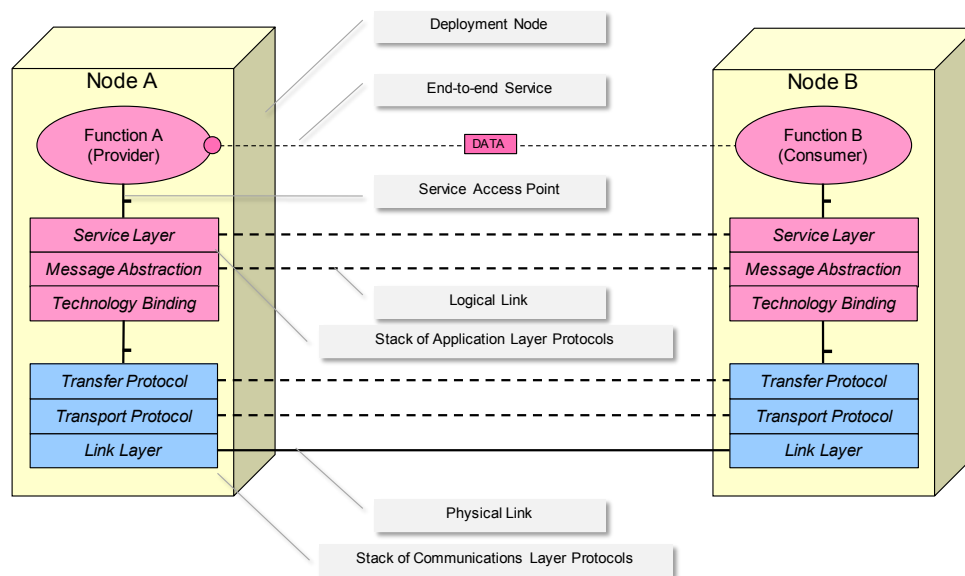 Deployment Node
Node A
End-to-end Service
Node B
Function A
(Provider)
DATA
Function B
(Consumer)
Service Access Point
Service Layer
Service Layer
Message Abstraction
Message Abstraction
Technology Binding
Logical Link
Technology Binding
Stack of Application Layer Protocols
Transfer Protocol
Transfer Protocol
Transport Protocol
Transport Protocol
Link Layer
Link Layer
Physical Link
Stack of Communications Layer Protocols